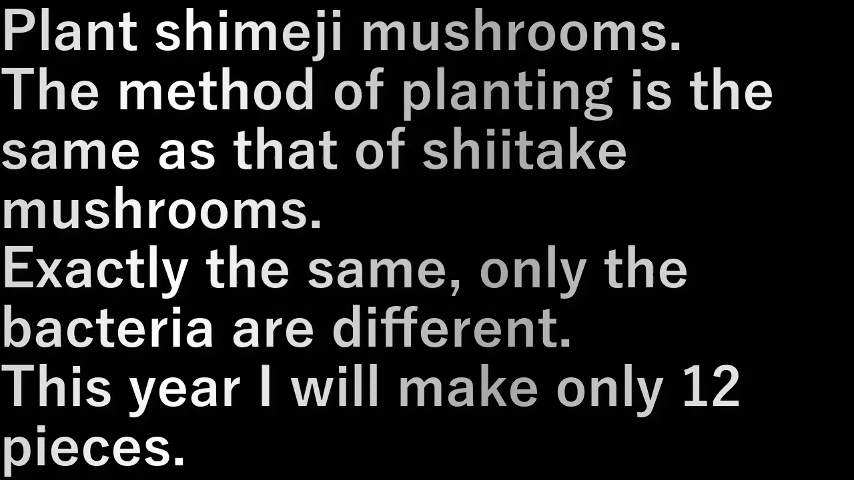 Plant shimeji mushrooms.
The method of planting is the
same as that of shiitake
mushrooms.
Exactly the same, only the
bacteria are different.
This year I will make only 12
pieces.